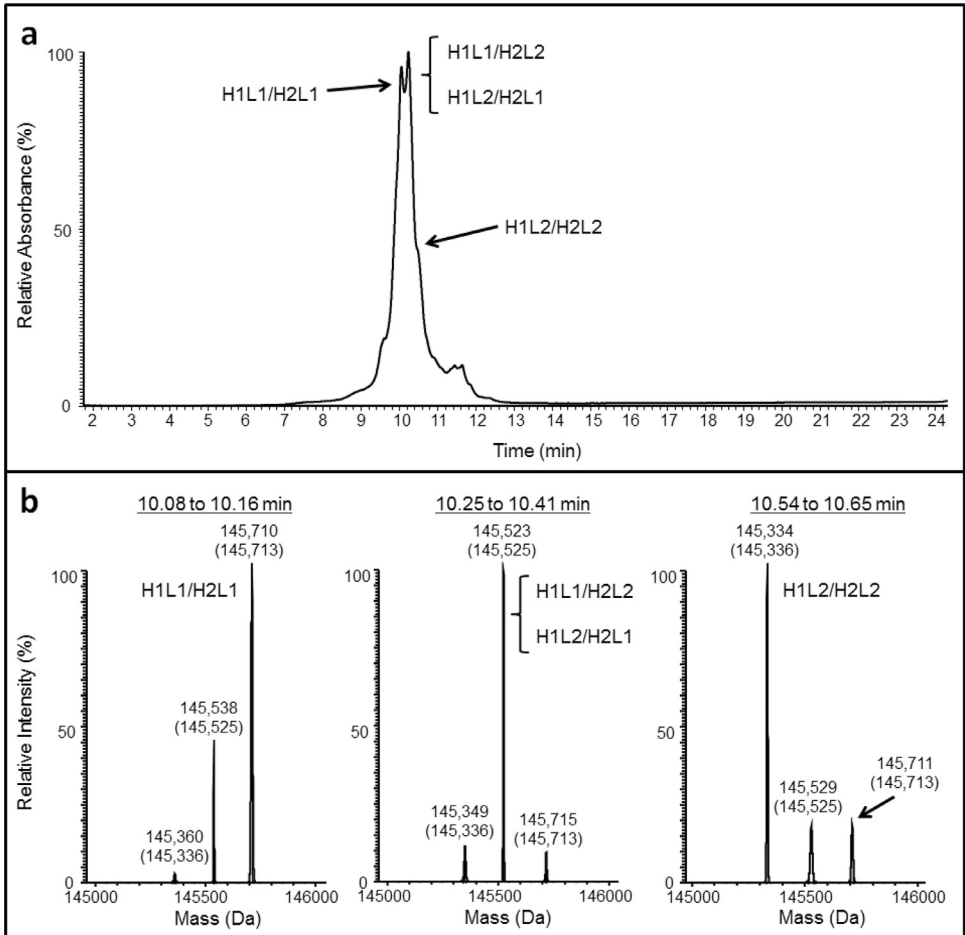 a
100
50
0
Relative Absorbance (%)
H1L1/H2L1
H1L1/H2L2
H1L2/H2L1
H1L2/H2L2
2 3 4 5 6 7 8 9 10 11 12 13 14 15 16 17 18 19 20 21 22 23 24
Time (min)
b
Relative Intensity (%)
10.08 to 10.16 min
145,710
(145,713)
H1L1/H2L1
145,538
(145,525)
145,360
(145,336)
100
50
0
145000 145500 146000
Mass (Da)
10.25 to 10.41 min
145,523
(145,525)
H1L1/H2L2
H1L2/H2L1
145,349
(145,336)
145,715
(145,713)
100
50
0
145000 145500 146000
Mass (Da)
10.54 to 10.65 min
145,334
(145,336)
H1L2/H2L2
145,711
(145,713)
145,529
(145,525)
100
50
0
145000 145500 146000
Mass (Da)